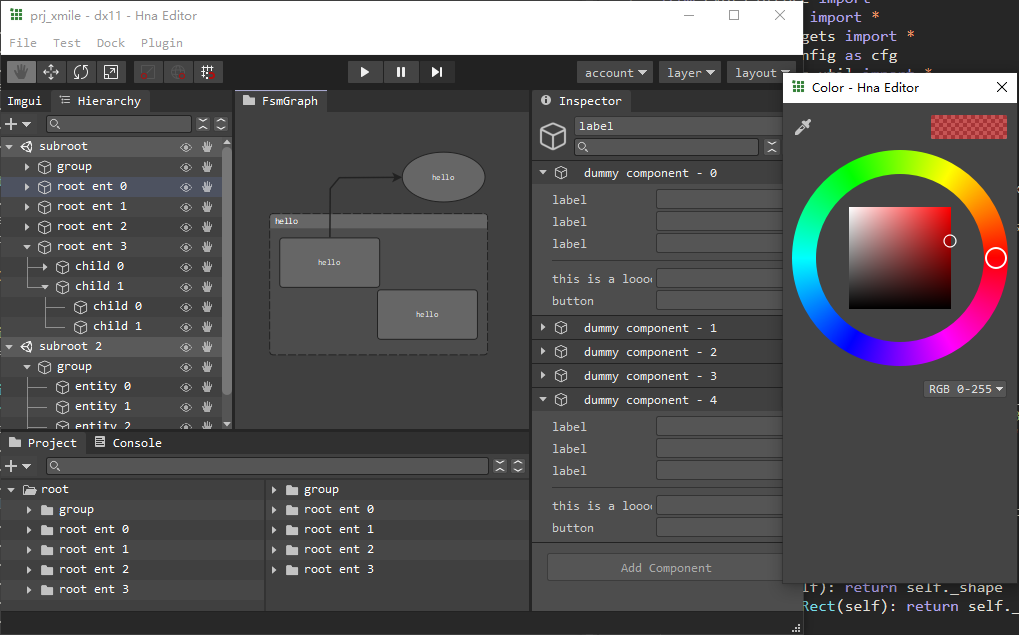 prj_xmile - dx11 - Hna Editor
File Test Dock Plugin
account layer layout
Imgui Hierarchy
subroot
group
root ent 0
root ent 1
root ent 2
root ent 3
child 0
child 1
child 0
child 1
subroot 2
group
entity 0
entity 1
entity 2
FsmGraph
hello
hello
hello
hello
Inspector
label
dummy component - 0
label
label
label
this is a looo
button
dummy component - 1
dummy component - 2
dummy component - 3
dummy component - 4
label
label
label
this is a looo
button
Add Component
Project Console
root
group
root ent 0
root ent 1
root ent 2
root ent 3
group
root ent 0
root ent 1
root ent 2
root ent 3
import *
gets import *
nfig as cfg
Color - Hna Editor
RGB 0-255
lf): return self._shape
Rect(self): return self._